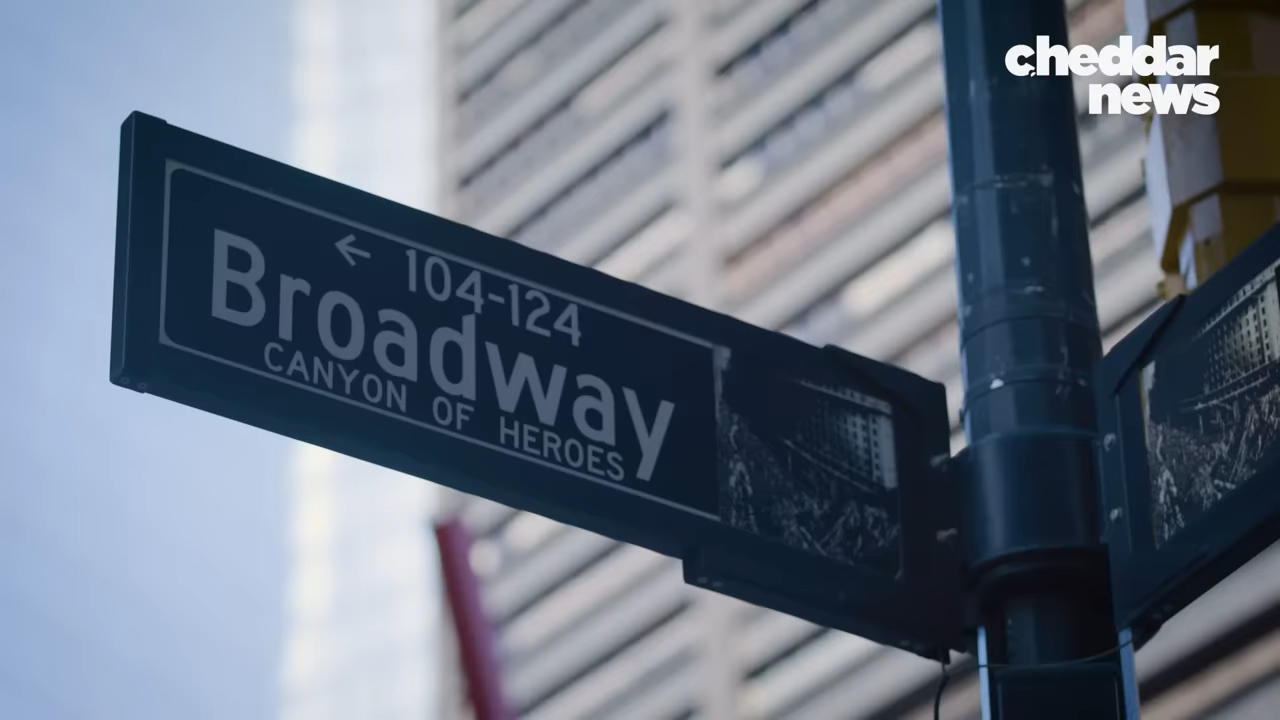 cheddar
news
← 104-124
Broadway
CANYON OF HEROES